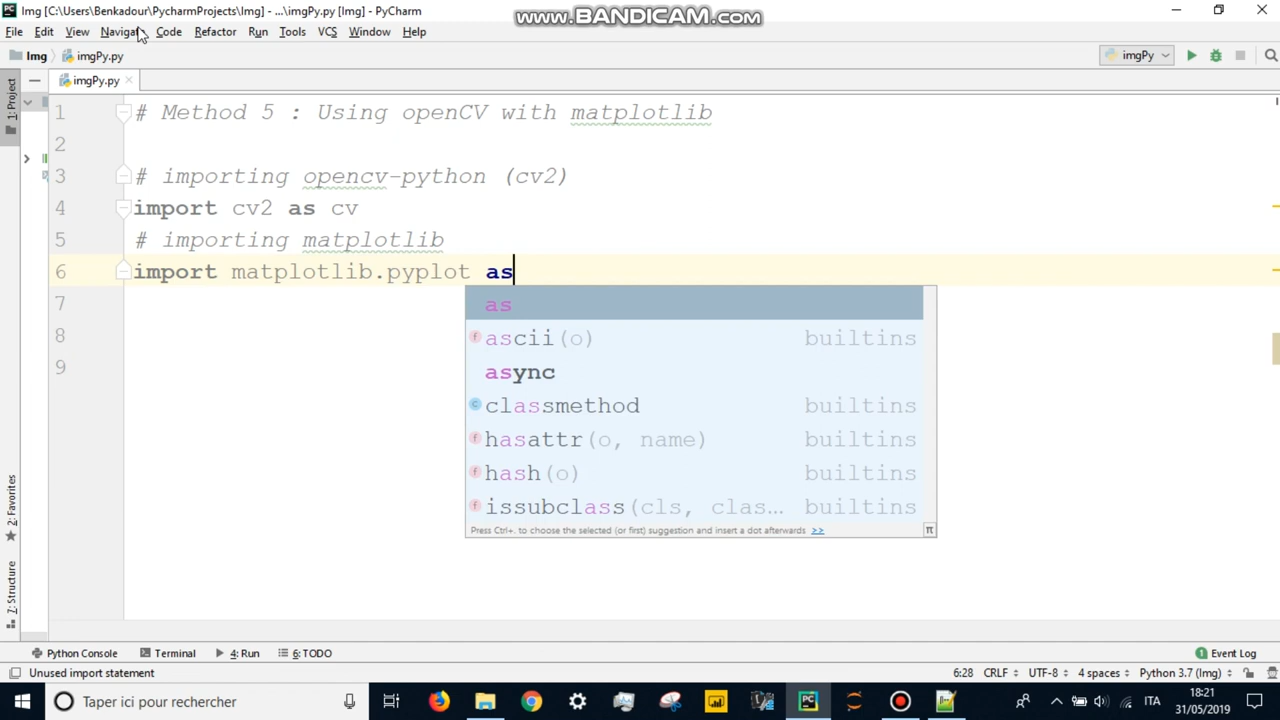 Img [C:\Users\Benkadour\PycharmProjects\Img] - ...\imgPy.py [Img] - PyCharm
www.BANDICAM.com
File Edit View Navigate Code Refactor Run Tools VCS Window Help
Img imgPy.py imgPy
imgPy.py
1: Project
1 # Method 5 : Using openCV with matplotlib
2
3 # importing opencv-python (cv2)
4 import cv2 as cv
5 # importing matplotlib
6 import matplotlib.pyplot as
7
8
9
as
ascii(o) builtins
async
classmethod builtins
hasattr(o, name) builtins
hash(o) builtins
issubclass(cls, clas... builtins
Press Ctrl+. to choose the selected (or first) suggestion and insert a dot afterwards >> π
2: Favorites
7: Structure
Python Console Terminal 4: Run 6: TODO 1 Event Log
Unused import statement 6:28 CRLF UTF-8 4 spaces Python 3.7 (Img)
Taper ici pour rechercher ITA 18:21
31/05/2019